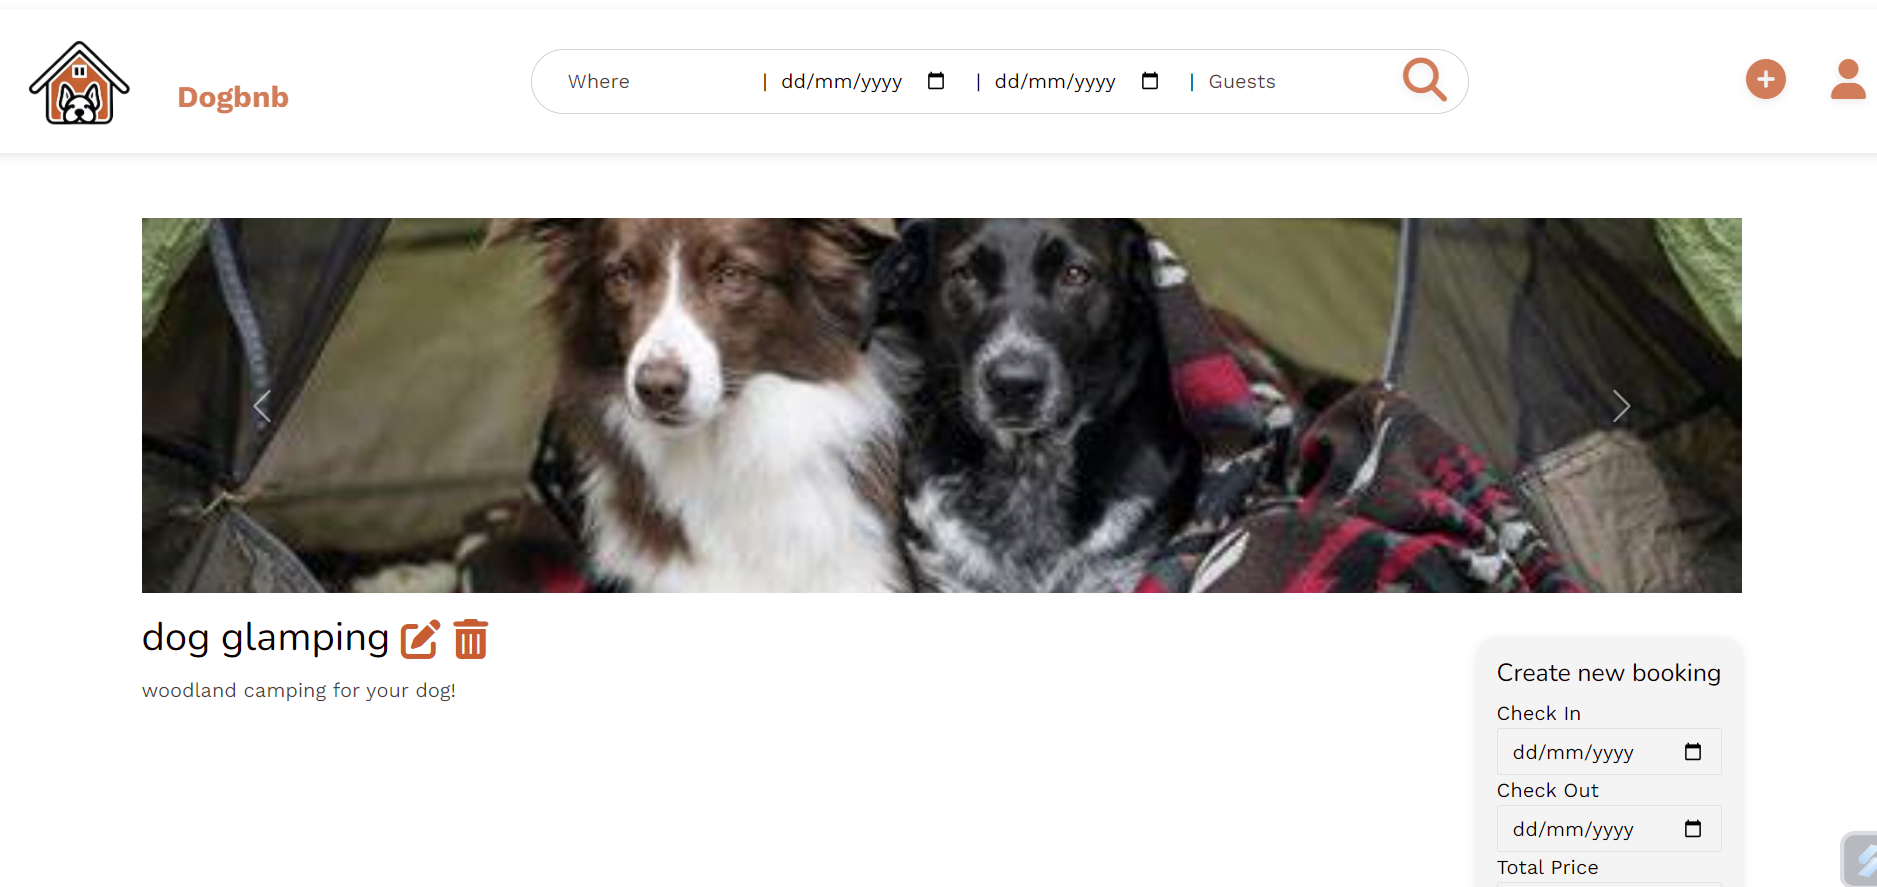 Dogbnb
Where | dd/mm/yyyy | dd/mm/yyyy | Guests
dog glamping
woodland camping for your dog!
Create new booking
Check In
dd/mm/yyyy
Check Out
dd/mm/yyyy
Total Price